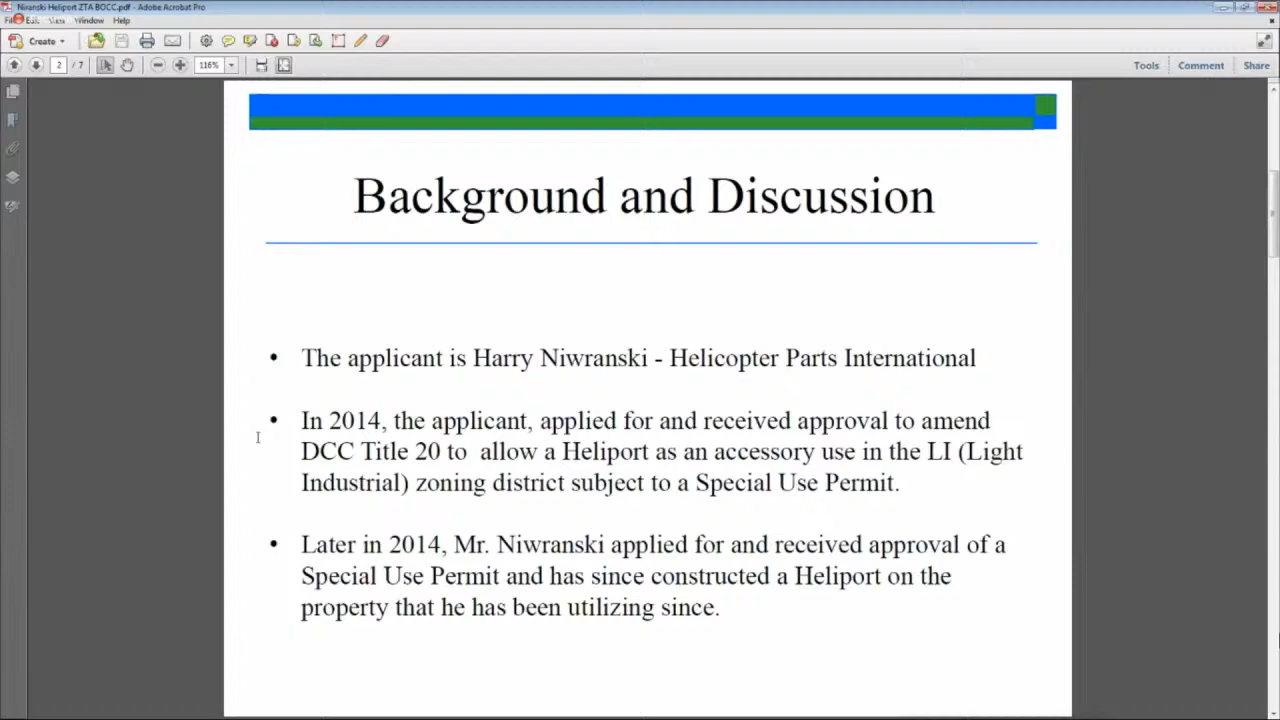 Niranski Heliport ZTA BOCC.pdf - Adobe Acrobat Pro
Window Help
Create
2 / 7 116% Tools Comment Share
Background and Discussion
• The applicant is Harry Niwranski - Helicopter Parts International
• In 2014, the applicant, applied for and received approval to amend
DCC Title 20 to allow a Heliport as an accessory use in the LI (Light
Industrial) zoning district subject to a Special Use Permit.
• Later in 2014, Mr. Niwranski applied for and received approval of a
Special Use Permit and has since constructed a Heliport on the
property that he has been utilizing since.